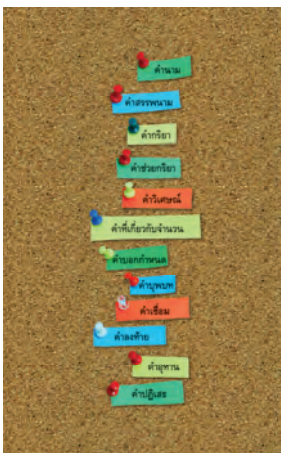 คำนาม
คำสรรพนาม
คำกริยา
คำช่วยกริยา
คำวิเศษณ์
คำที่เกี่ยวกับจำนวน
คำบอกกำหนด
คำบุพบท
คำเชื่อม
คำลงท้าย
คำอุทาน
คำปฏิเสธ